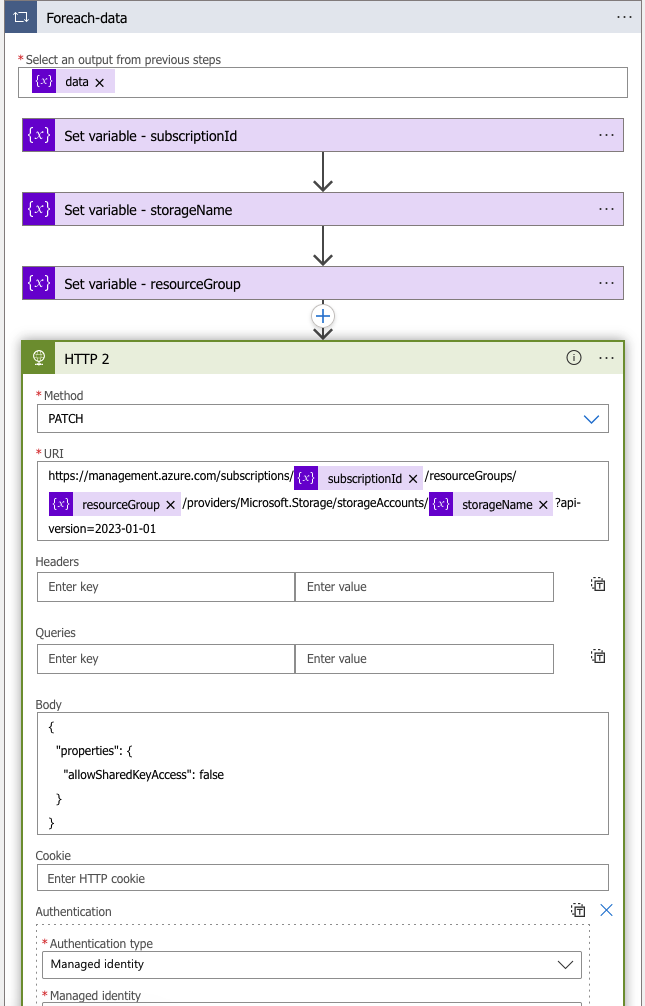 Foreach-data
...
* Select an output from previous steps
{x} data ×
{x} Set variable - subscriptionId ...
{x} Set variable - storageName ...
{x} Set variable - resourceGroup ...
HTTP 2 ...
* Method
PATCH
* URI
https://management.azure.com/subscriptions/ {x} subscriptionId × /resourceGroups/
{x} resourceGroup × /providers/Microsoft.Storage/storageAccounts/ {x} storageName × ?api-
version=2023-01-01
Headers
Enter key Enter value
Queries
Enter key Enter value
Body
{
"properties": {
"allowSharedKeyAccess": false
}
}
Cookie
Enter HTTP cookie
Authentication
* Authentication type
Managed identity
* Managed identity